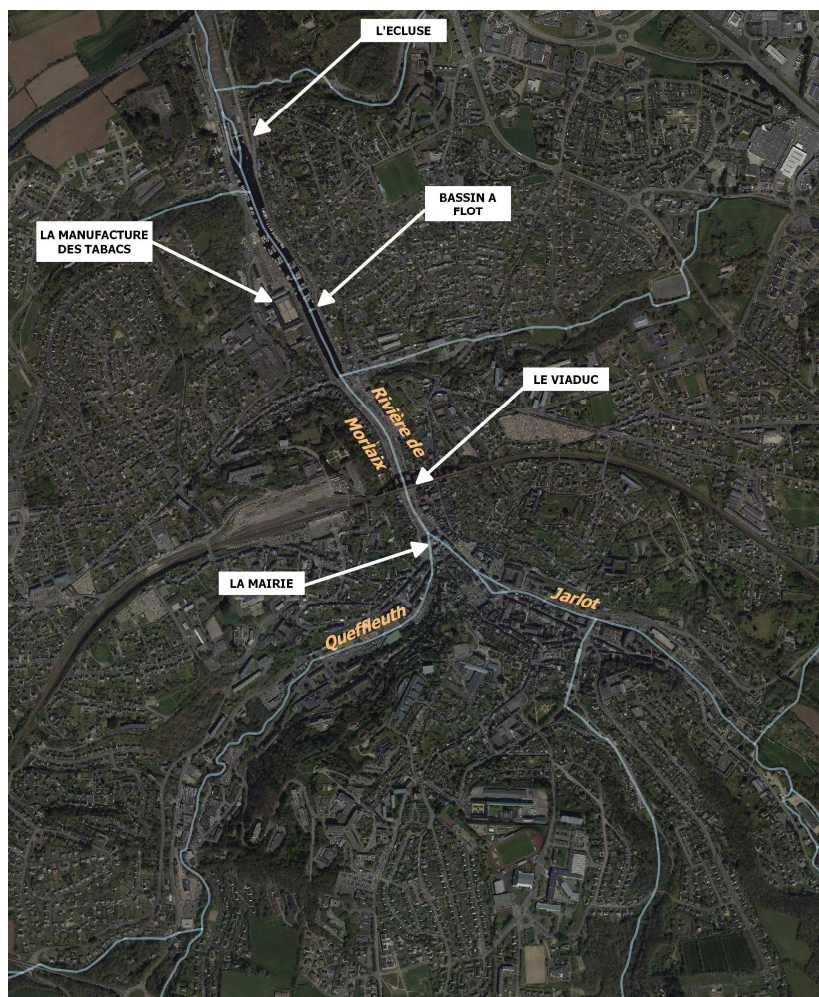 L'ECLUSE
BASSIN A
FLOT
LA MANUFACTURE
DES TABACS
LE VIADUC
Rivière de
Morlaix
LA MAIRIE
Jarlot
Queffleuth